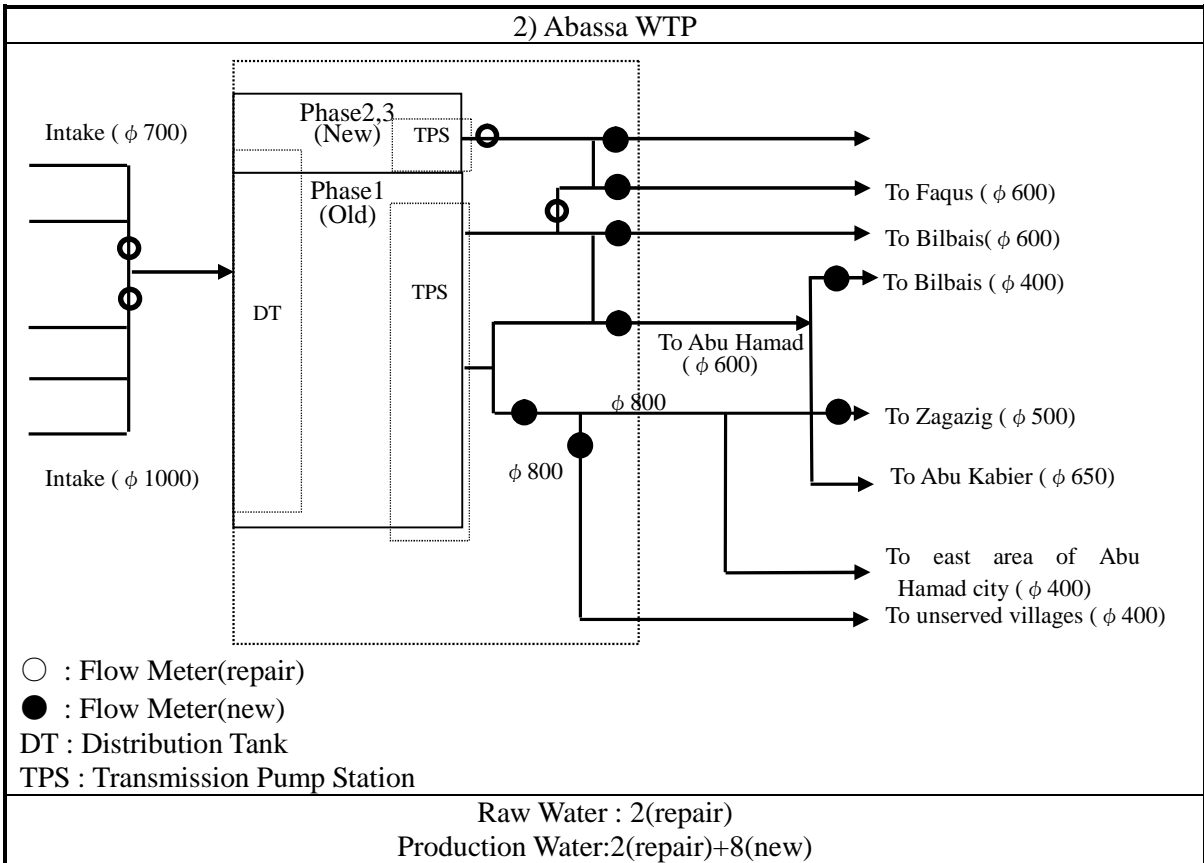 2) Abassa WTP
Intake ( φ 700)
Phase2,3
(New)
TPS
Phase1
(Old)
To Faqus ( φ 600)
To Bilbais( φ 600)
To Bilbais ( φ 400)
DT
TPS
To Abu Hamad
( φ 600)
φ 800
To Zagazig ( φ 500)
Intake ( φ 1000)
φ 800
To Abu Kabier ( φ 650)
To east area of Abu
Hamad city ( φ 400)
To unserved villages ( φ 400)
○ : Flow Meter(repair)
● : Flow Meter(new)
DT : Distribution Tank
TPS : Transmission Pump Station
Raw Water : 2(repair)
Production Water:2(repair)+8(new)